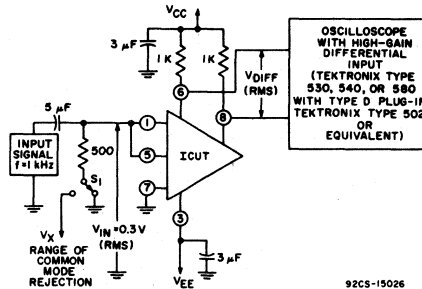 VCC
3 μF
1 K
1K
6
VDIFF
(RMS)
8
OSCILLOSCOPE
WITH HIGH-GAIN
DIFFERENTIAL
INPUT
(TEKTRONIX TYPE
530, 540, OR 580
WITH TYPE D PLUG-IN
TEKTRONIX TYPE 502
OR
EQUIVALENT)
5 μF
INPUT
SIGNAL
f=1 kHz
500
S1
1
5
7
ICUT
3
VIN=0.3V
(RMS)
VX
RANGE OF
COMMON
MODE
REJECTION
3 μF
VEE
92CS-15026